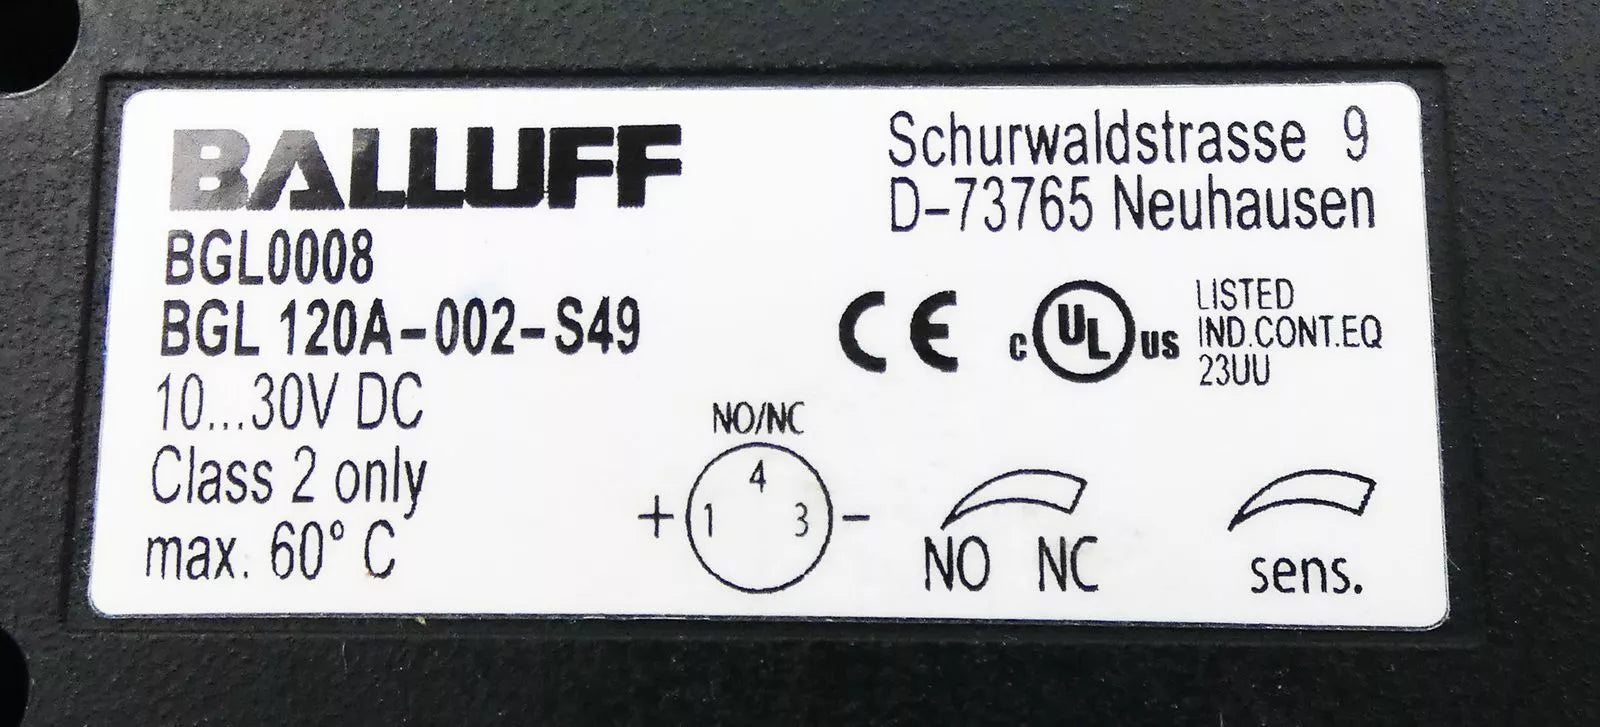 BALLUFF
BGL0008
BGL 120A-002-S49
10...30V DC
Class 2 only
max. 60° C
Schurwaldstrasse 9
D-73765 Neuhausen
CE
c UL us
LISTED
IND.CONT.EQ
23UU
NO/NC
4
+ 1 3 -
NO NC
sens.